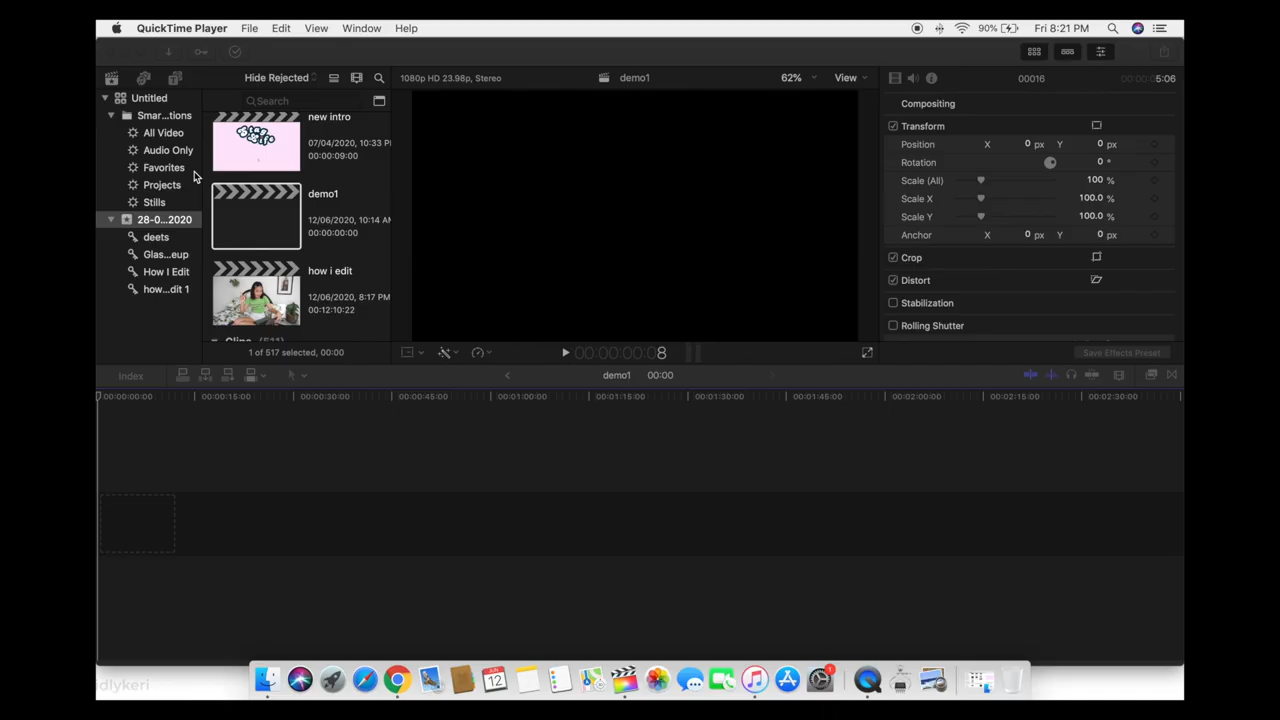 QuickTime Player File Edit View Window Help 90% Fri 8:21 PM
Hide Rejected 1080p HD 23.98p, Stereo demo1 62% View 00016 5:06
Untitled
Search
Smar...tions
All Video
Audio Only
Favorites
Projects
Stills
28-0...2020
deets
Glas...eup
How I Edit
how...dit 1
new intro
07/04/2020, 10:33 P
00:00:09:00
demo1
12/06/2020, 10:14 AM
00:00:00:00
how i edit
12/06/2020, 8:17 PM
00:12:10:22
1 of 517 selected, 00:00
00:00:00:08
Compositing
Transform
Position X 0 px Y 0 px
Rotation 0 °
Scale (All) 100 %
Scale X 100.0 %
Scale Y 100.0 %
Anchor X 0 px Y 0 px
Crop
Distort
Stabilization
Rolling Shutter
Save Effects Preset
Index demo1 00:00
00:00:00:00 00:00:15:00 00:00:30:00 00:00:45:00 00:01:00:00 00:01:15:00 00:01:30:00 00:01:45:00 00:02:00:00 00:02:15:00 00:02:30:00
JUN
12
1
dlykeri